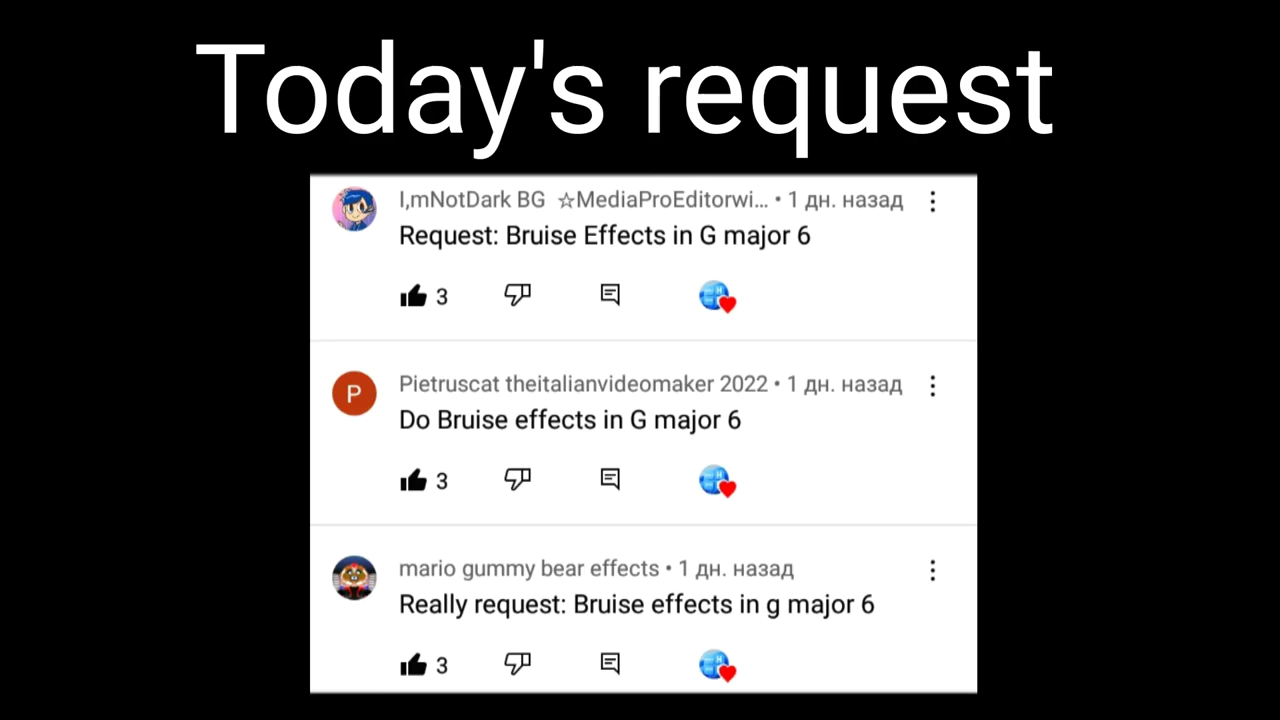 Today's request
I,mNotDark BG ☆MediaProEditorwi... • 1 дн. назад
Request: Bruise Effects in G major 6
3
P
Pietruscat theitalianvideomaker 2022 • 1 дн. назад
Do Bruise effects in G major 6
3
mario gummy bear effects • 1 дн. назад
Really request: Bruise effects in g major 6
3